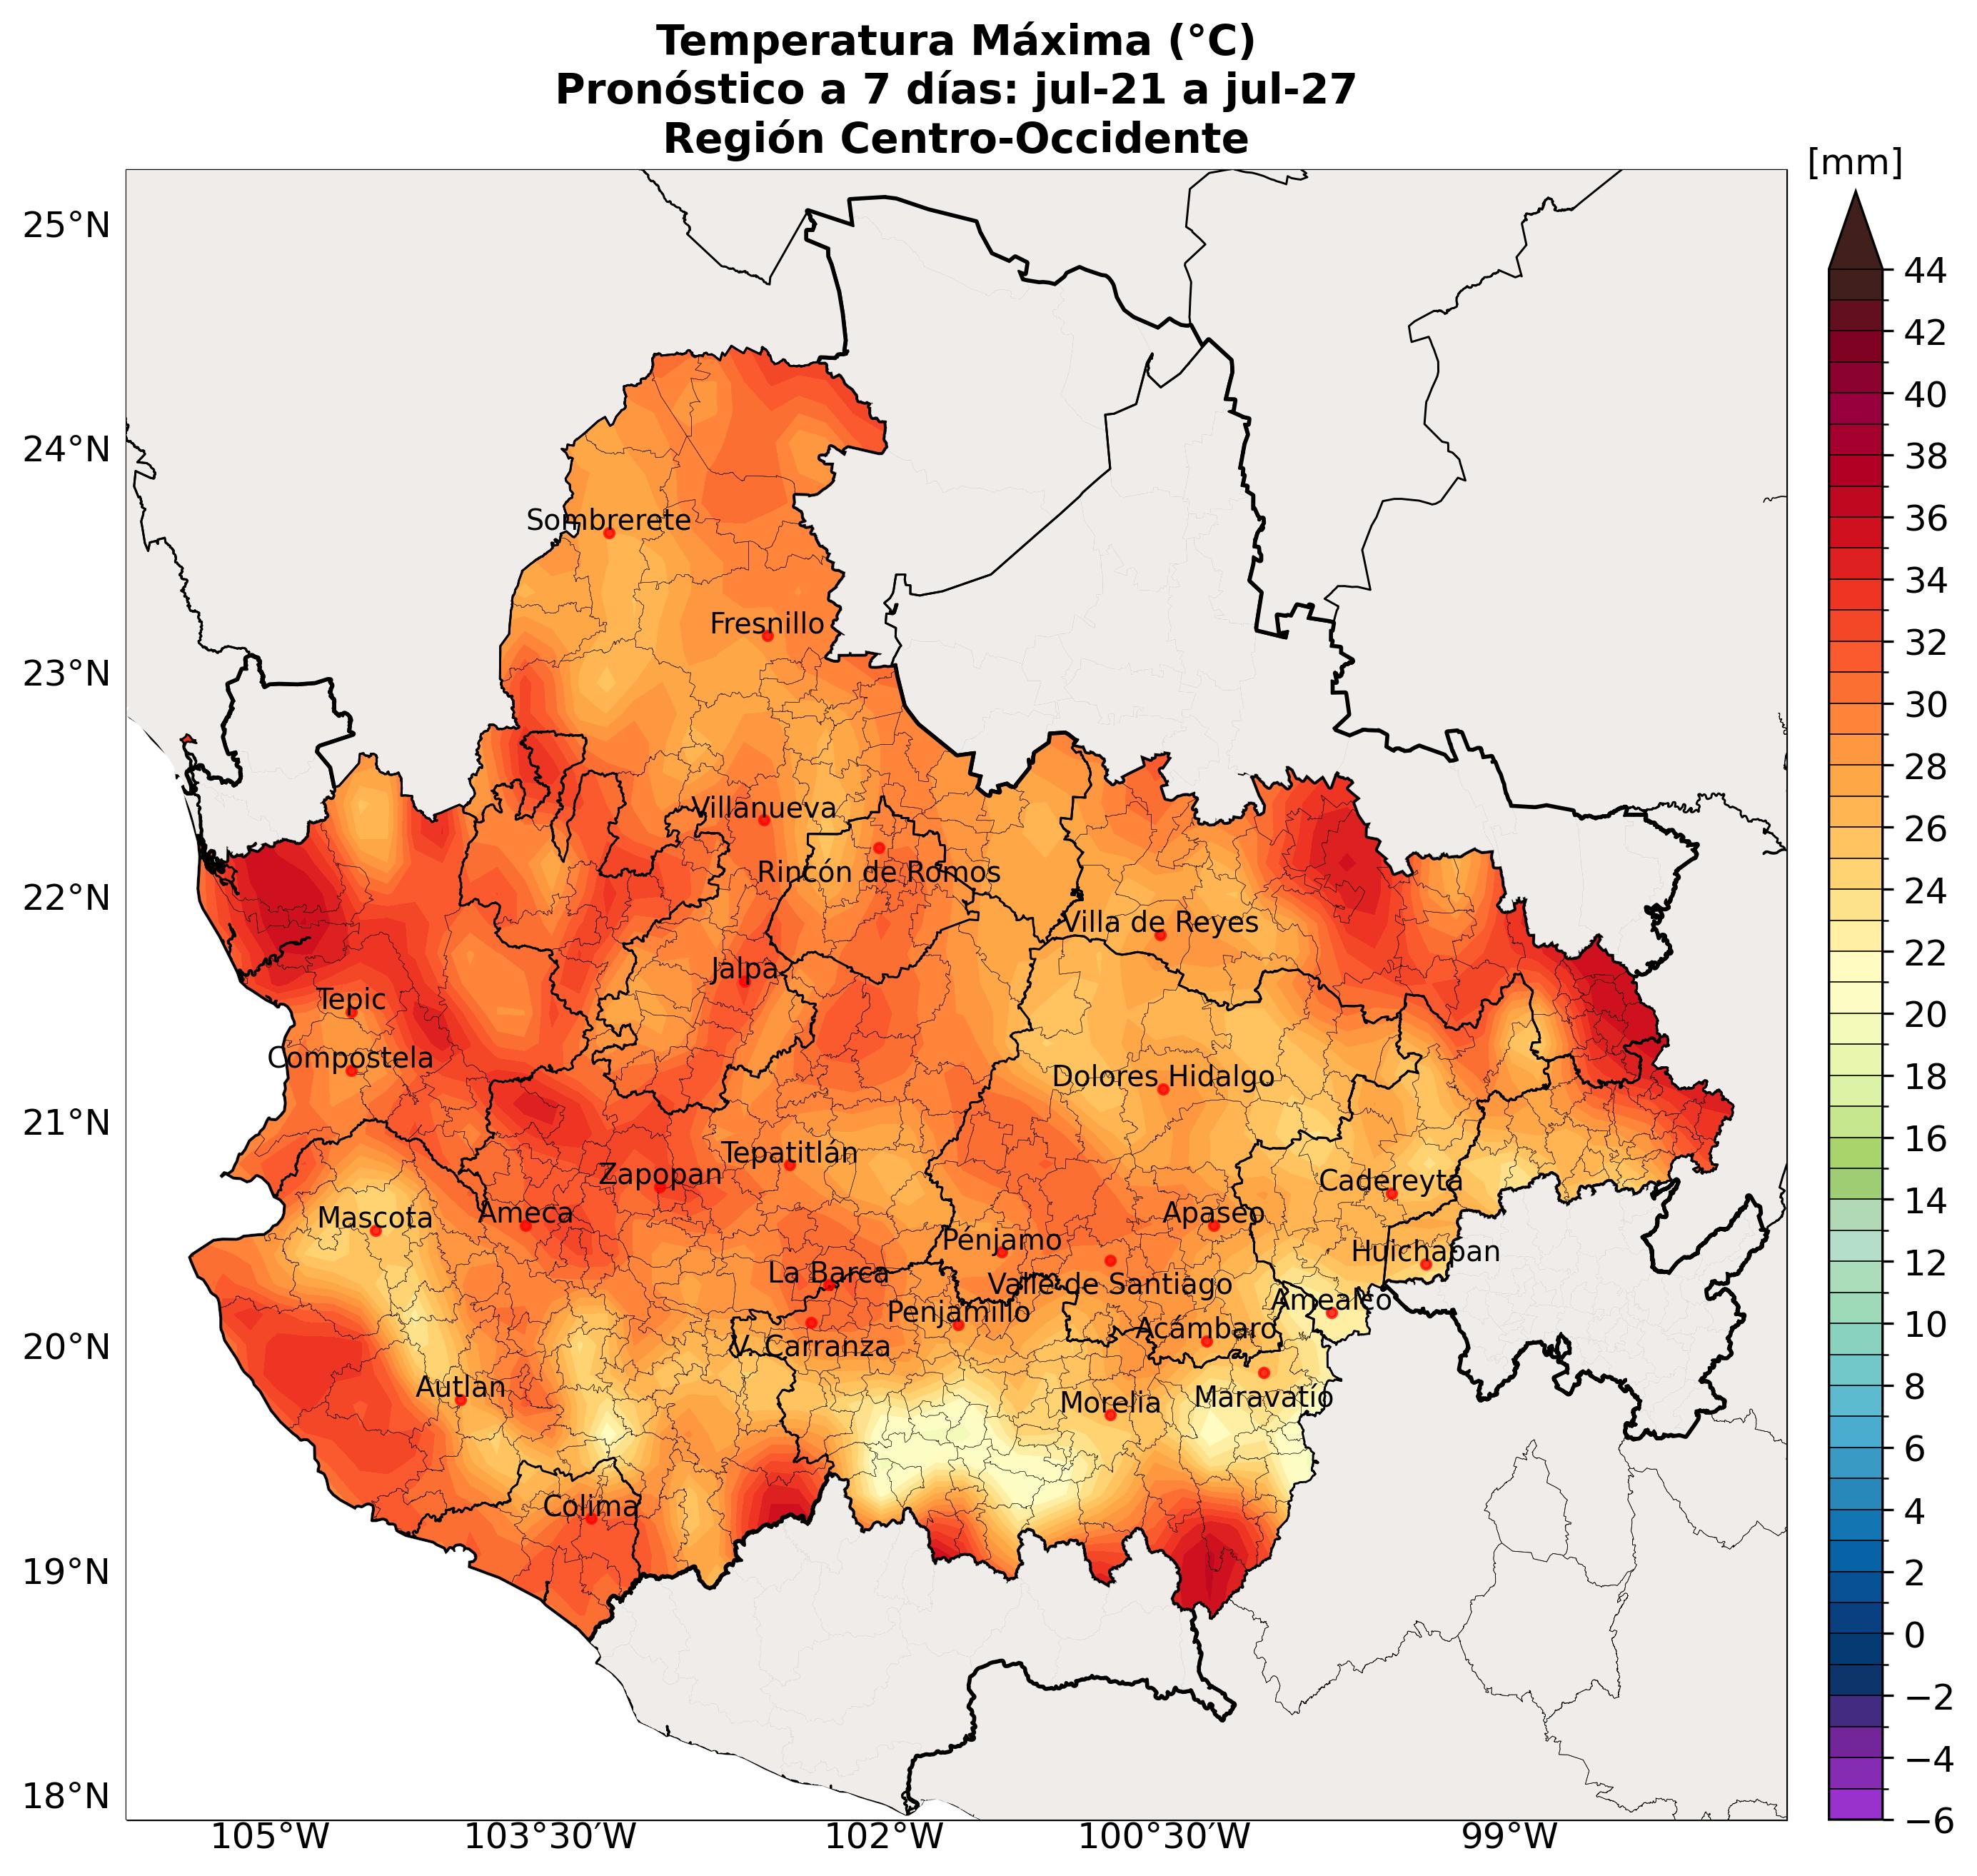 Temperatura Máxima (°C)
Pronóstico a 7 días: jul-21 a jul-27
Región Centro-Occidente
[mm]
25°N
24°N
23°N
22°N
21°N
20°N
19°N
18°N
Sombrerete
Fresnillo
Villanueva
Rincón de Romos
Villa de Reyes
Jalpa
Tepic
Compostela
Dolores Hidalgo
Tepatitlán
Zapopan
Cadereyta
Mascota
Ameca
Apaseo
Pénjamo
Huichapan
La Barca
Valle de Santiago
Amealco
Penjamillo
Acámbaro
V. Carranza
Autlan
Morelia
Maravatío
Colima
105°W
103°30′W
102°W
100°30′W
99°W
44
42
40
38
36
34
32
30
28
26
24
22
20
18
16
14
12
10
8
6
4
2
0
−2
−4
−6